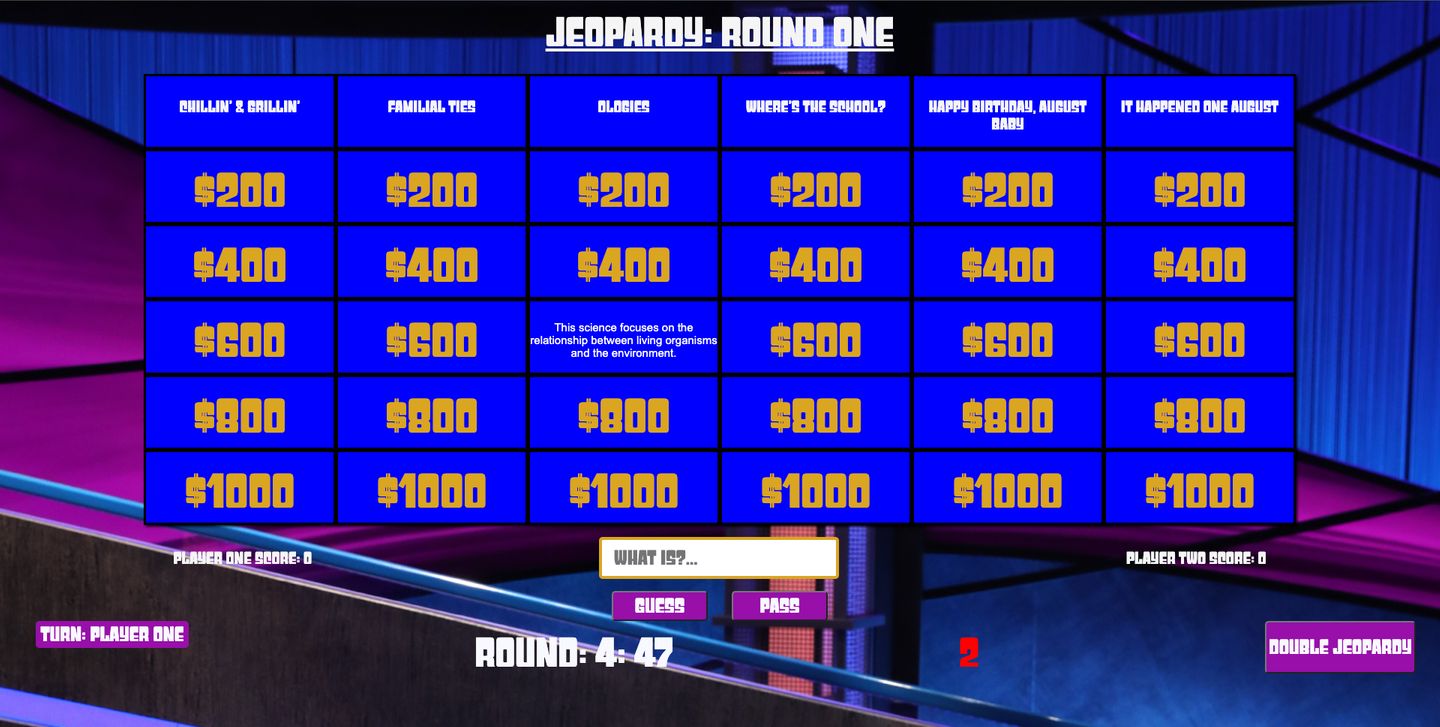 JEOPARDY: ROUND ONE
CHILLIN' & GRILLIN'
FAMILIAL TIES
OLOGIES
WHERE'S THE SCHOOL?
HAPPY BIRTHDAY, AUGUST
BABY
IT HAPPENED ONE AUGUST
$200 $200 $200 $200 $200 $200
$400 $400 $400 $400 $400 $400
$600 $600
This science focuses on the
relationship between living organisms
and the environment.
$600 $600 $600
$800 $800 $800 $800 $800 $800
$1000 $1000 $1000 $1000 $1000 $1000
PLAYER ONE SCORE: 0
WHAT IS?...
PLAYER TWO SCORE: 0
GUESS
PASS
TURN: PLAYER ONE
ROUND: 4: 47
2
DOUBLE JEOPARDY